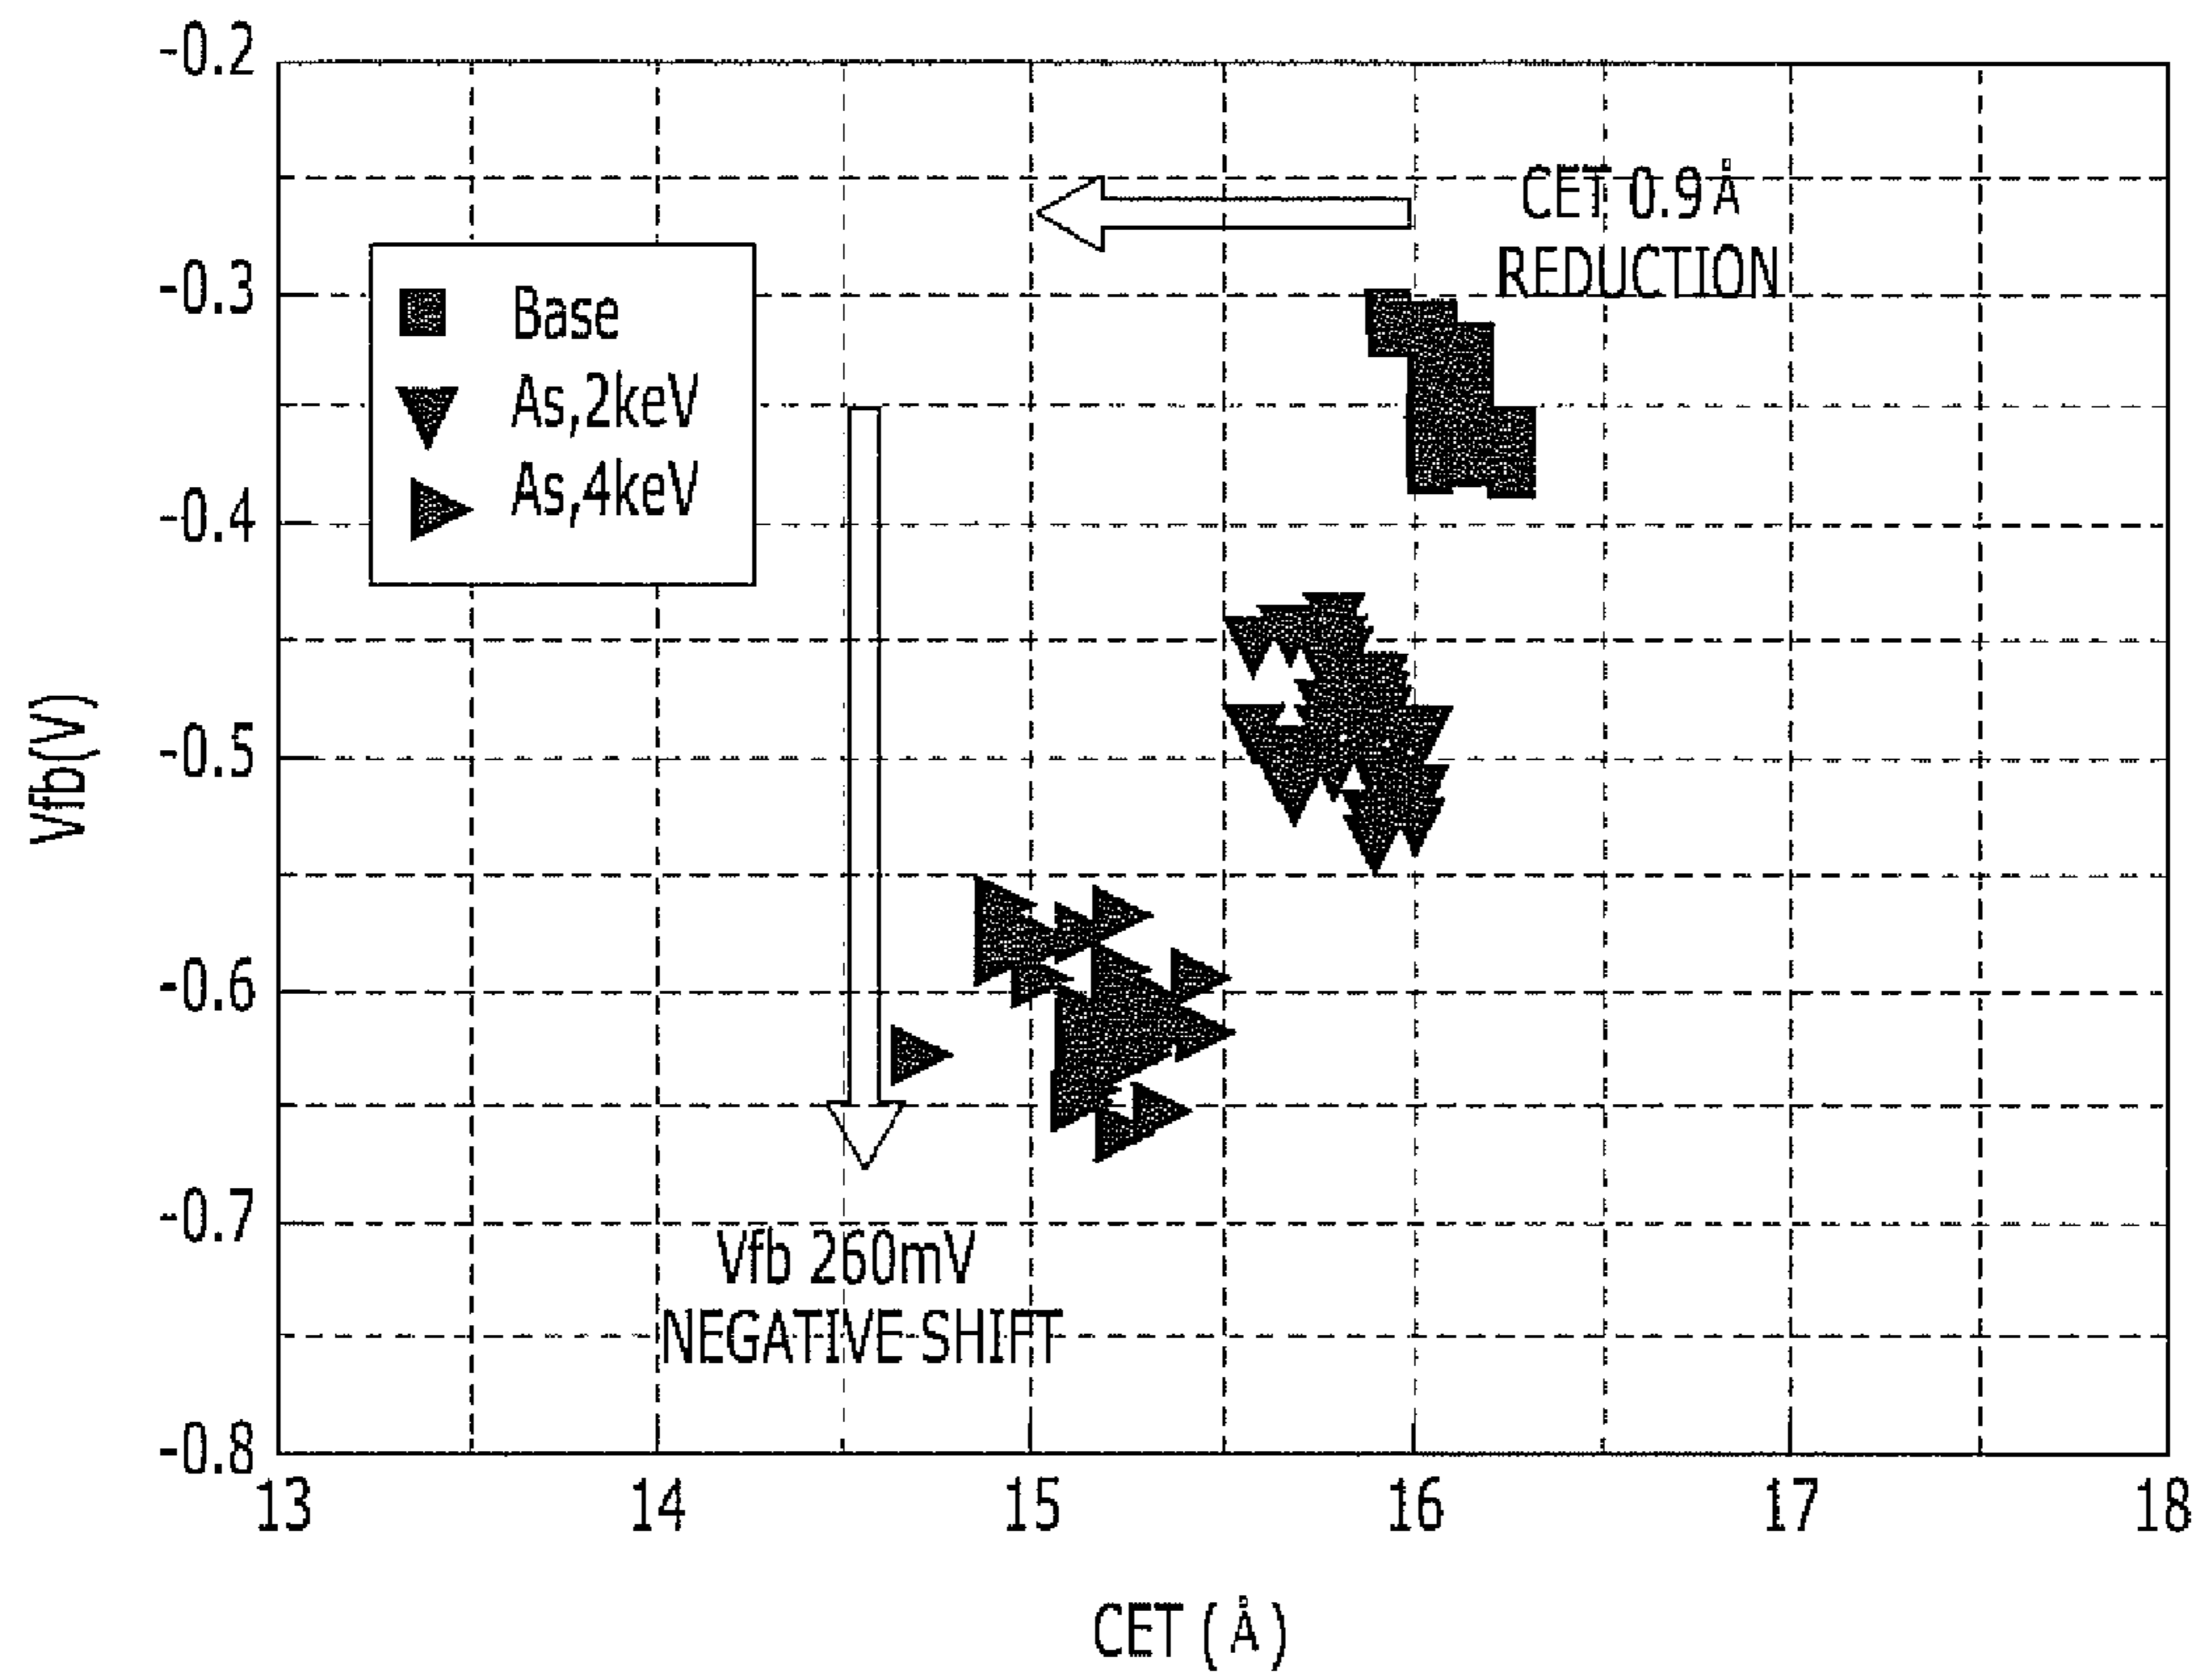 -0.2
-0.3
-0.4
-0.5
-0.6
-0.7
-0.8
Vfb(V)
Base
As,2keV
As,4keV
CET 0.9Å
REDUCTION
Vfb 260mV
NEGATIVE SHIFT
13 14 15 16 17 18
CET (Å)